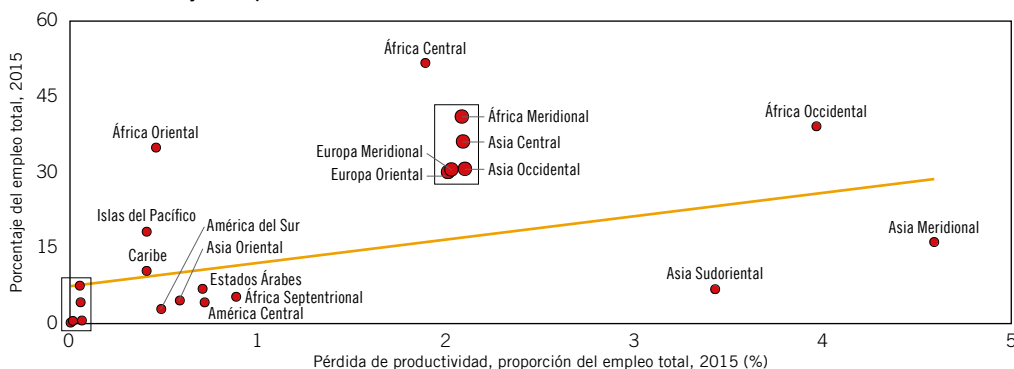 60
45
30
15
0
Porcentaje del empleo total, 2015
África Central
África Meridional
África Occidental
África Oriental
Asia Central
Europa Meridional
Asia Occidental
Europa Oriental
Islas del Pacífico
América del Sur
Asia Oriental
Asia Meridional
Caribe
Estados Árabes
Asia Sudoriental
África Septentrional
América Central
0 1 2 3 4 5
Pérdida de productividad, proporción del empleo total, 2015 (%)